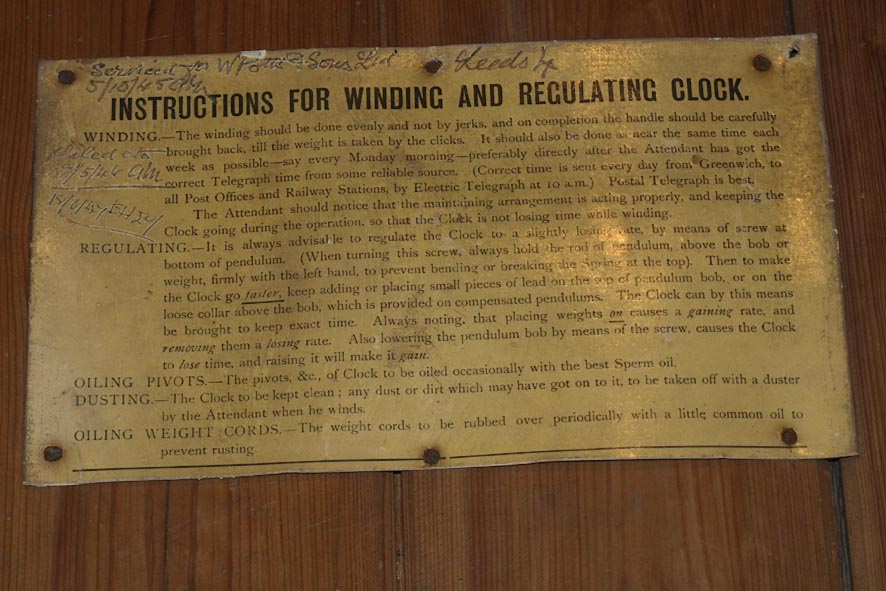 Serviced by W Potts & Sons Ltd Leeds
5/10/45
INSTRUCTIONS FOR WINDING AND REGULATING CLOCK.
WINDING.—The winding should be done evenly and not by jerks, and on completion the handle should be carefully
brought back, till the weight is taken by the clicks. It should also be done as near the same time each
week as possible—say every Monday morning—preferably directly after the Attendant has got the
correct Telegraph time from some reliable source. (Correct time is sent every day from Greenwich, to
all Post Offices and Railway Stations, by Electric Telegraph at 10 a.m.) Postal Telegraph is best.
The Attendant should notice that the maintaining arrangement is acting properly, and keeping the
Clock going during the operation, so that the Clock is not losing time while winding.
REGULATING.—It is always advisable to regulate the Clock to a slightly losing rate, by means of screw at
bottom of pendulum. (When turning this screw, always hold the rod of pendulum, above the bob or
weight, firmly with the left hand, to prevent bending or breaking the Spring at the top). Then to make
the Clock go faster, keep adding or placing small pieces of lead on the top of pendulum bob, or on the
loose collar above the bob, which is provided on compensated pendulums. The Clock can by this means
be brought to keep exact time. Always noting, that placing weights on causes a gaining rate, and
removing them a losing rate. Also lowering the pendulum bob by means of the screw, causes the Clock
to lose time, and raising it will make it gain.
OILING PIVOTS.—The pivots, &c., of Clock to be oiled occasionally with the best Sperm oil.
DUSTING.—The Clock to be kept clean; any dust or dirt which may have got on to it, to be taken off with a duster
by the Attendant when he winds.
OILING WEIGHT CORDS.—The weight cords to be rubbed over periodically with a little common oil to
prevent rusting.